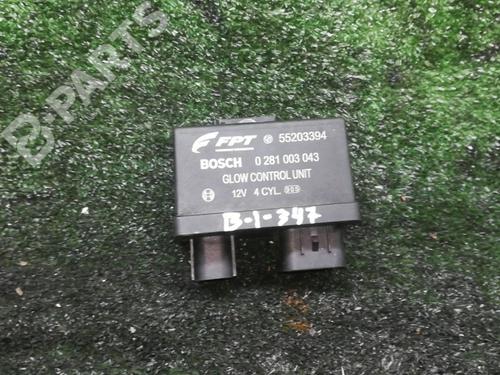 B-PARTS
FPT 55203394
BOSCH 0 281 003 043
GLOW CONTROL UNIT
12V 4 CYL.
B-1-347